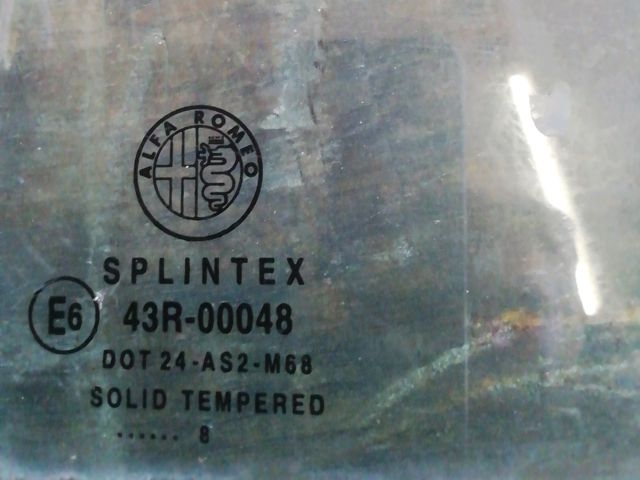 ALFA ROMEO
SPLINTEX
E6 43R-00048
DOT 24-AS2-M68
SOLID TEMPERED
...... 8